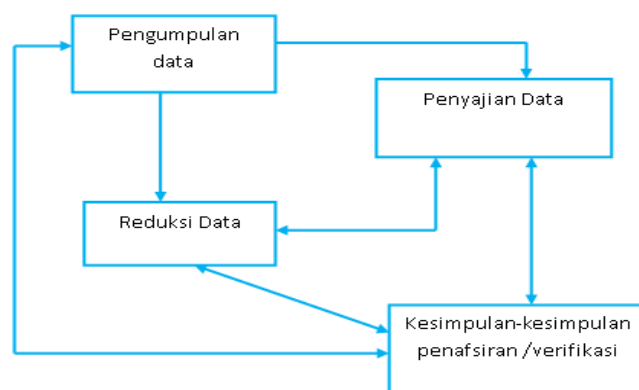 Pengumpulan
data
Penyajian Data
Reduksi Data
Kesimpulan-kesimpulan
penafsiran /verifikasi